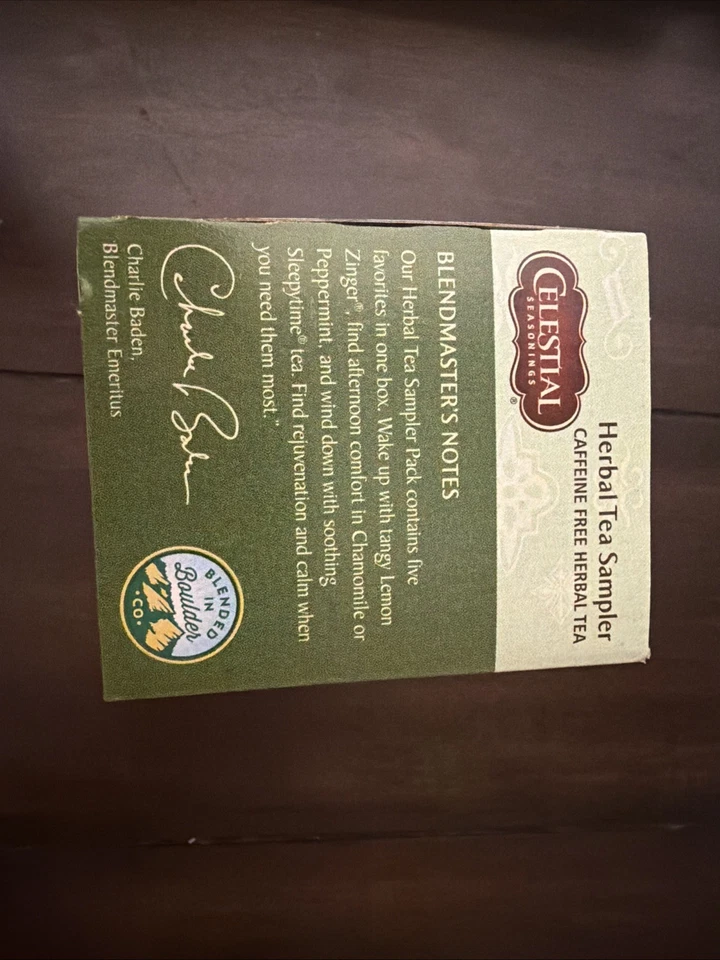 CELESTIAL
SEASONINGS®
Herbal Tea Sampler
CAFFEINE FREE HERBAL TEA
BLENDMASTER'S NOTES
Our Herbal Tea Sampler Pack contains five
favorites in one box. Wake up with tangy Lemon
Zinger®, find afternoon comfort in Chamomile or
Peppermint, and wind down with soothing
Sleepytime® tea. Find rejuvenation and calm when
you need them most."
Charlie Baden
Charlie Baden,
Blendmaster Emeritus
BLENDED
IN
Boulder
•CO•